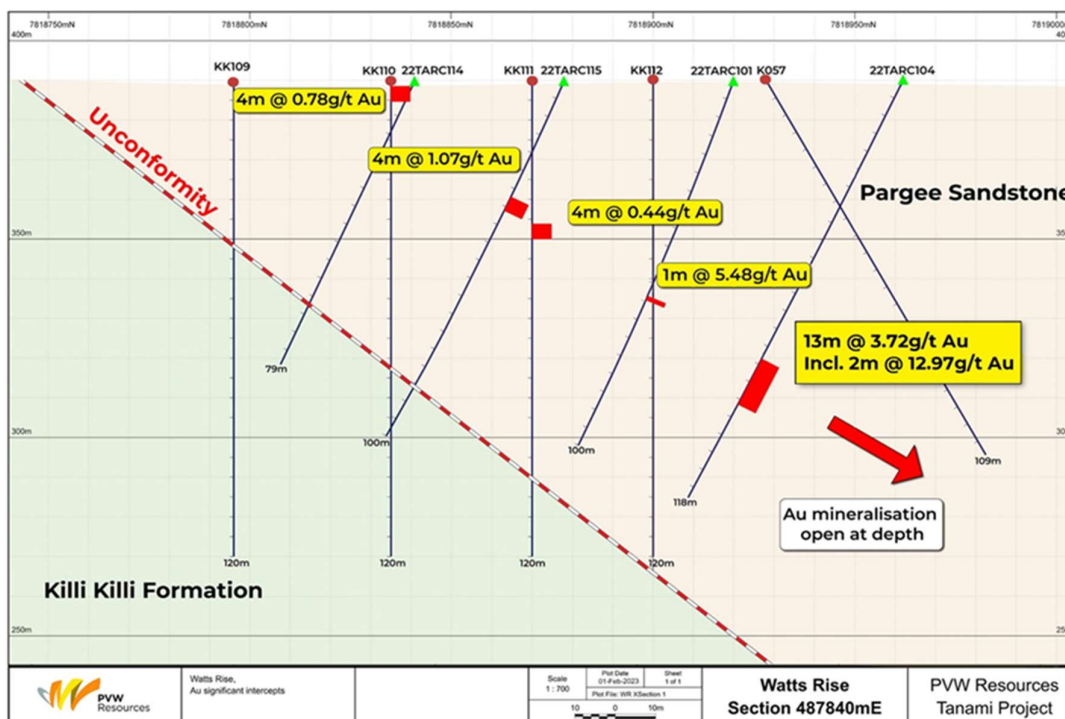 7818750mN
7818800mN
7818850mN
7818900mN
7818950mN
7819000mN
400m
KK109
KK110
22TARC114
KK111
22TARC115
KK112
22TARC101
K057
22TARC104
4m @ 0.78g/t Au
Unconformity
4m @ 1.07g/t Au
Pargee Sandstone
4m @ 0.44g/t Au
350m
1m @ 5.48g/t Au
13m @ 3.72g/t Au
Incl. 2m @ 12.97g/t Au
79m
300m
100m
100m
109m
118m
Au mineralisation
open at depth
120m
120m
120m
120m
Killi Killi Formation
250m
PVW
Resources
Watts Rise,
Au significant intercepts
Scale
1 : 700
Plot Date
01-Feb-2023
Sheet
1 of 1
Plot File: WR XSection 1
10 0 10m
Watts Rise
Section 487840mE
PVW Resources
Tanami Project